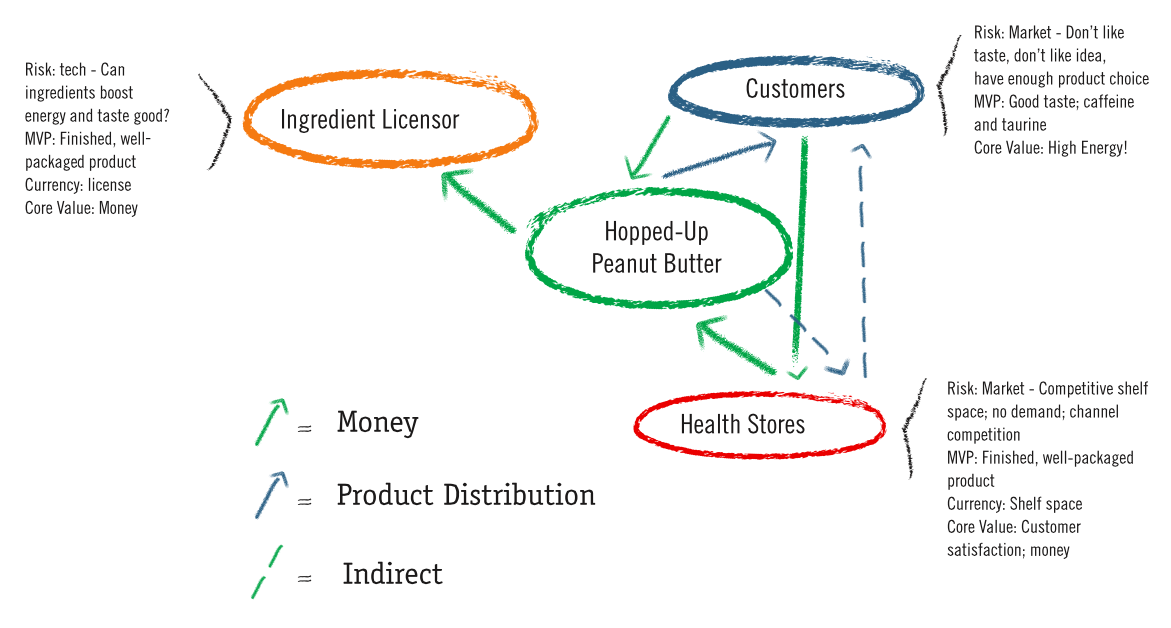 Risk: tech - Can
ingredients boost
energy and taste good?
MVP: Finished, well-
packaged product
Currency: license
Core Value: Money
Ingredient Licensor
Customers
Risk: Market - Don’t like
taste, don’t like idea,
have enough product choice
MVP: Good taste; caffeine
and taurine
Core Value: High Energy!
Hopped-Up
Peanut Butter
Health Stores
Risk: Market - Competitive shelf
space; no demand; channel
competition
MVP: Finished, well-packaged
product
Currency: Shelf space
Core Value: Customer
satisfaction; money
= Money
= Product Distribution
= Indirect